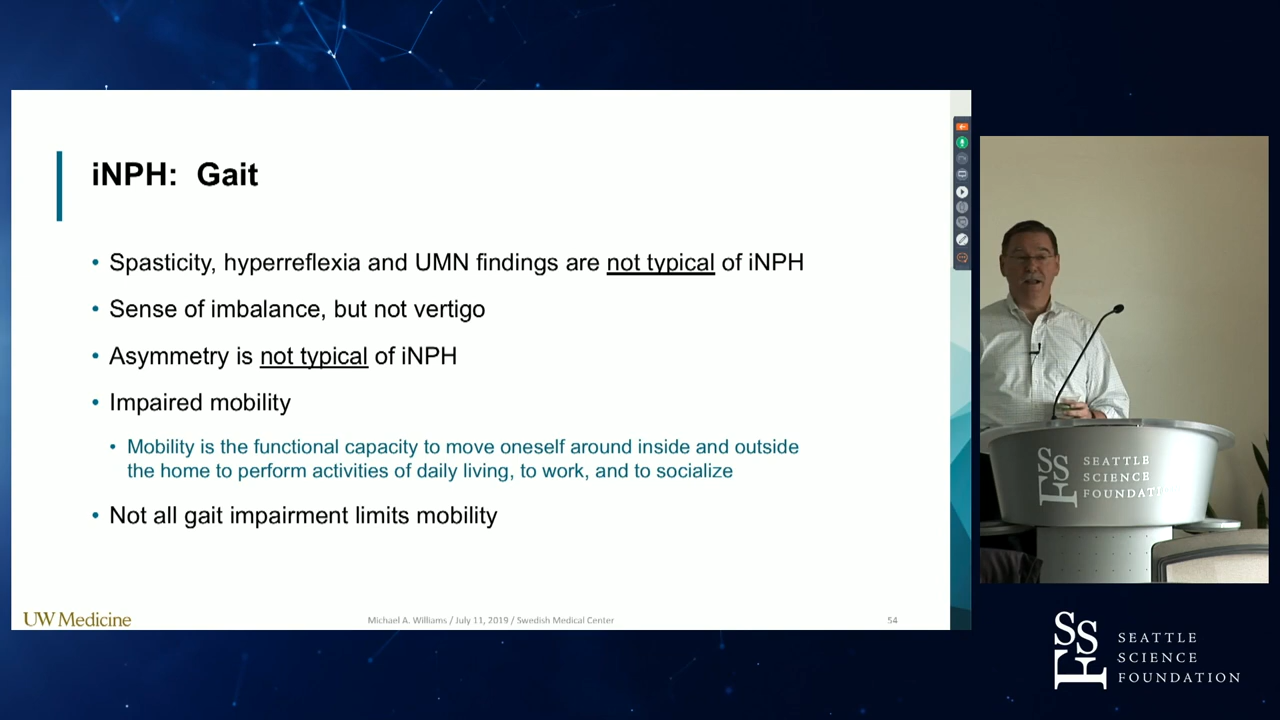 iNPH: Gait
• Spasticity, hyperreflexia and UMN findings are not typical of iNPH
• Sense of imbalance, but not vertigo
• Asymmetry is not typical of iNPH
• Impaired mobility
• Mobility is the functional capacity to move oneself around inside and outside
the home to perform activities of daily living, to work, and to socialize
• Not all gait impairment limits mobility
UW Medicine
Michael A. Williams / July 11, 2019 / Swedish Medical Center
54
SSF
SEATTLE
SCIENCE
FOUNDATION
SSF
SEATTLE
SCIENCE
FOUNDATION